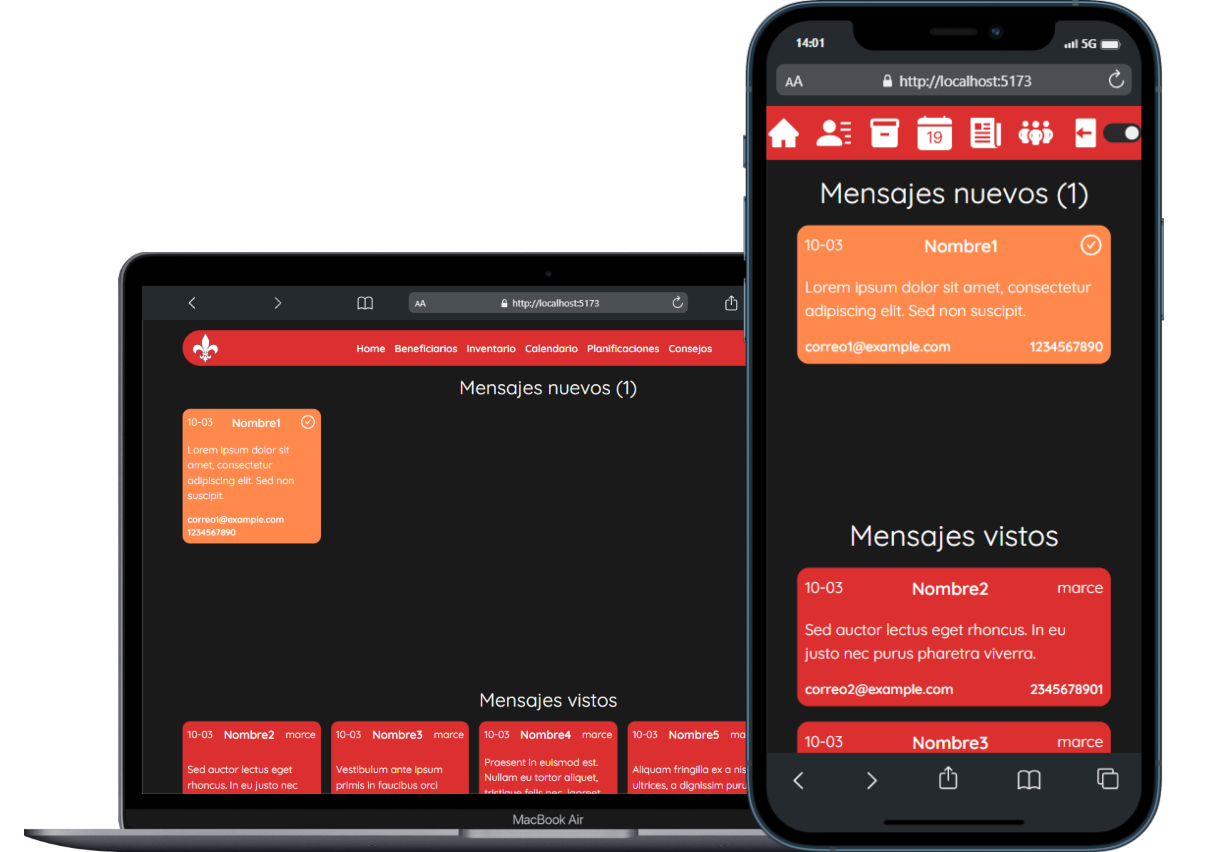 AA
http://localhost:5173
Home Beneficiarios Inventario Calendario Planificaciones Consejos
Mensajes nuevos (1)
10-03 Nombre1
Lorem ipsum dolor sit
amet, consectetur
adipiscing elit. Sed non
suscipit.
correo1@example.com
1234567890
Mensajes vistos
10-03 Nombre2 marce
Sed auctor lectus eget
rhoncus. In eu justo nec
10-03 Nombre3 marce
Vestibulum ante ipsum
primis in faucibus orci
10-03 Nombre4 marce
Praesent in euismod est.
Nullam eu tortor aliquet,
tristique felis nec, laoreet
10-03 Nombre5
Aliquam fringilla ex a
ultrices, a dignissim
MacBook Air
14:01
5G
AA
http://localhost:5173
19
Mensajes nuevos (1)
10-03 Nombre1
Lorem ipsum dolor sit amet, consectetur
adipiscing elit. Sed non suscipit.
correo1@example.com 1234567890
Mensajes vistos
10-03 Nombre2 marce
Sed auctor lectus eget rhoncus. In eu
justo nec purus pharetra viverra.
correo2@example.com 2345678901
10-03 Nombre3 marce